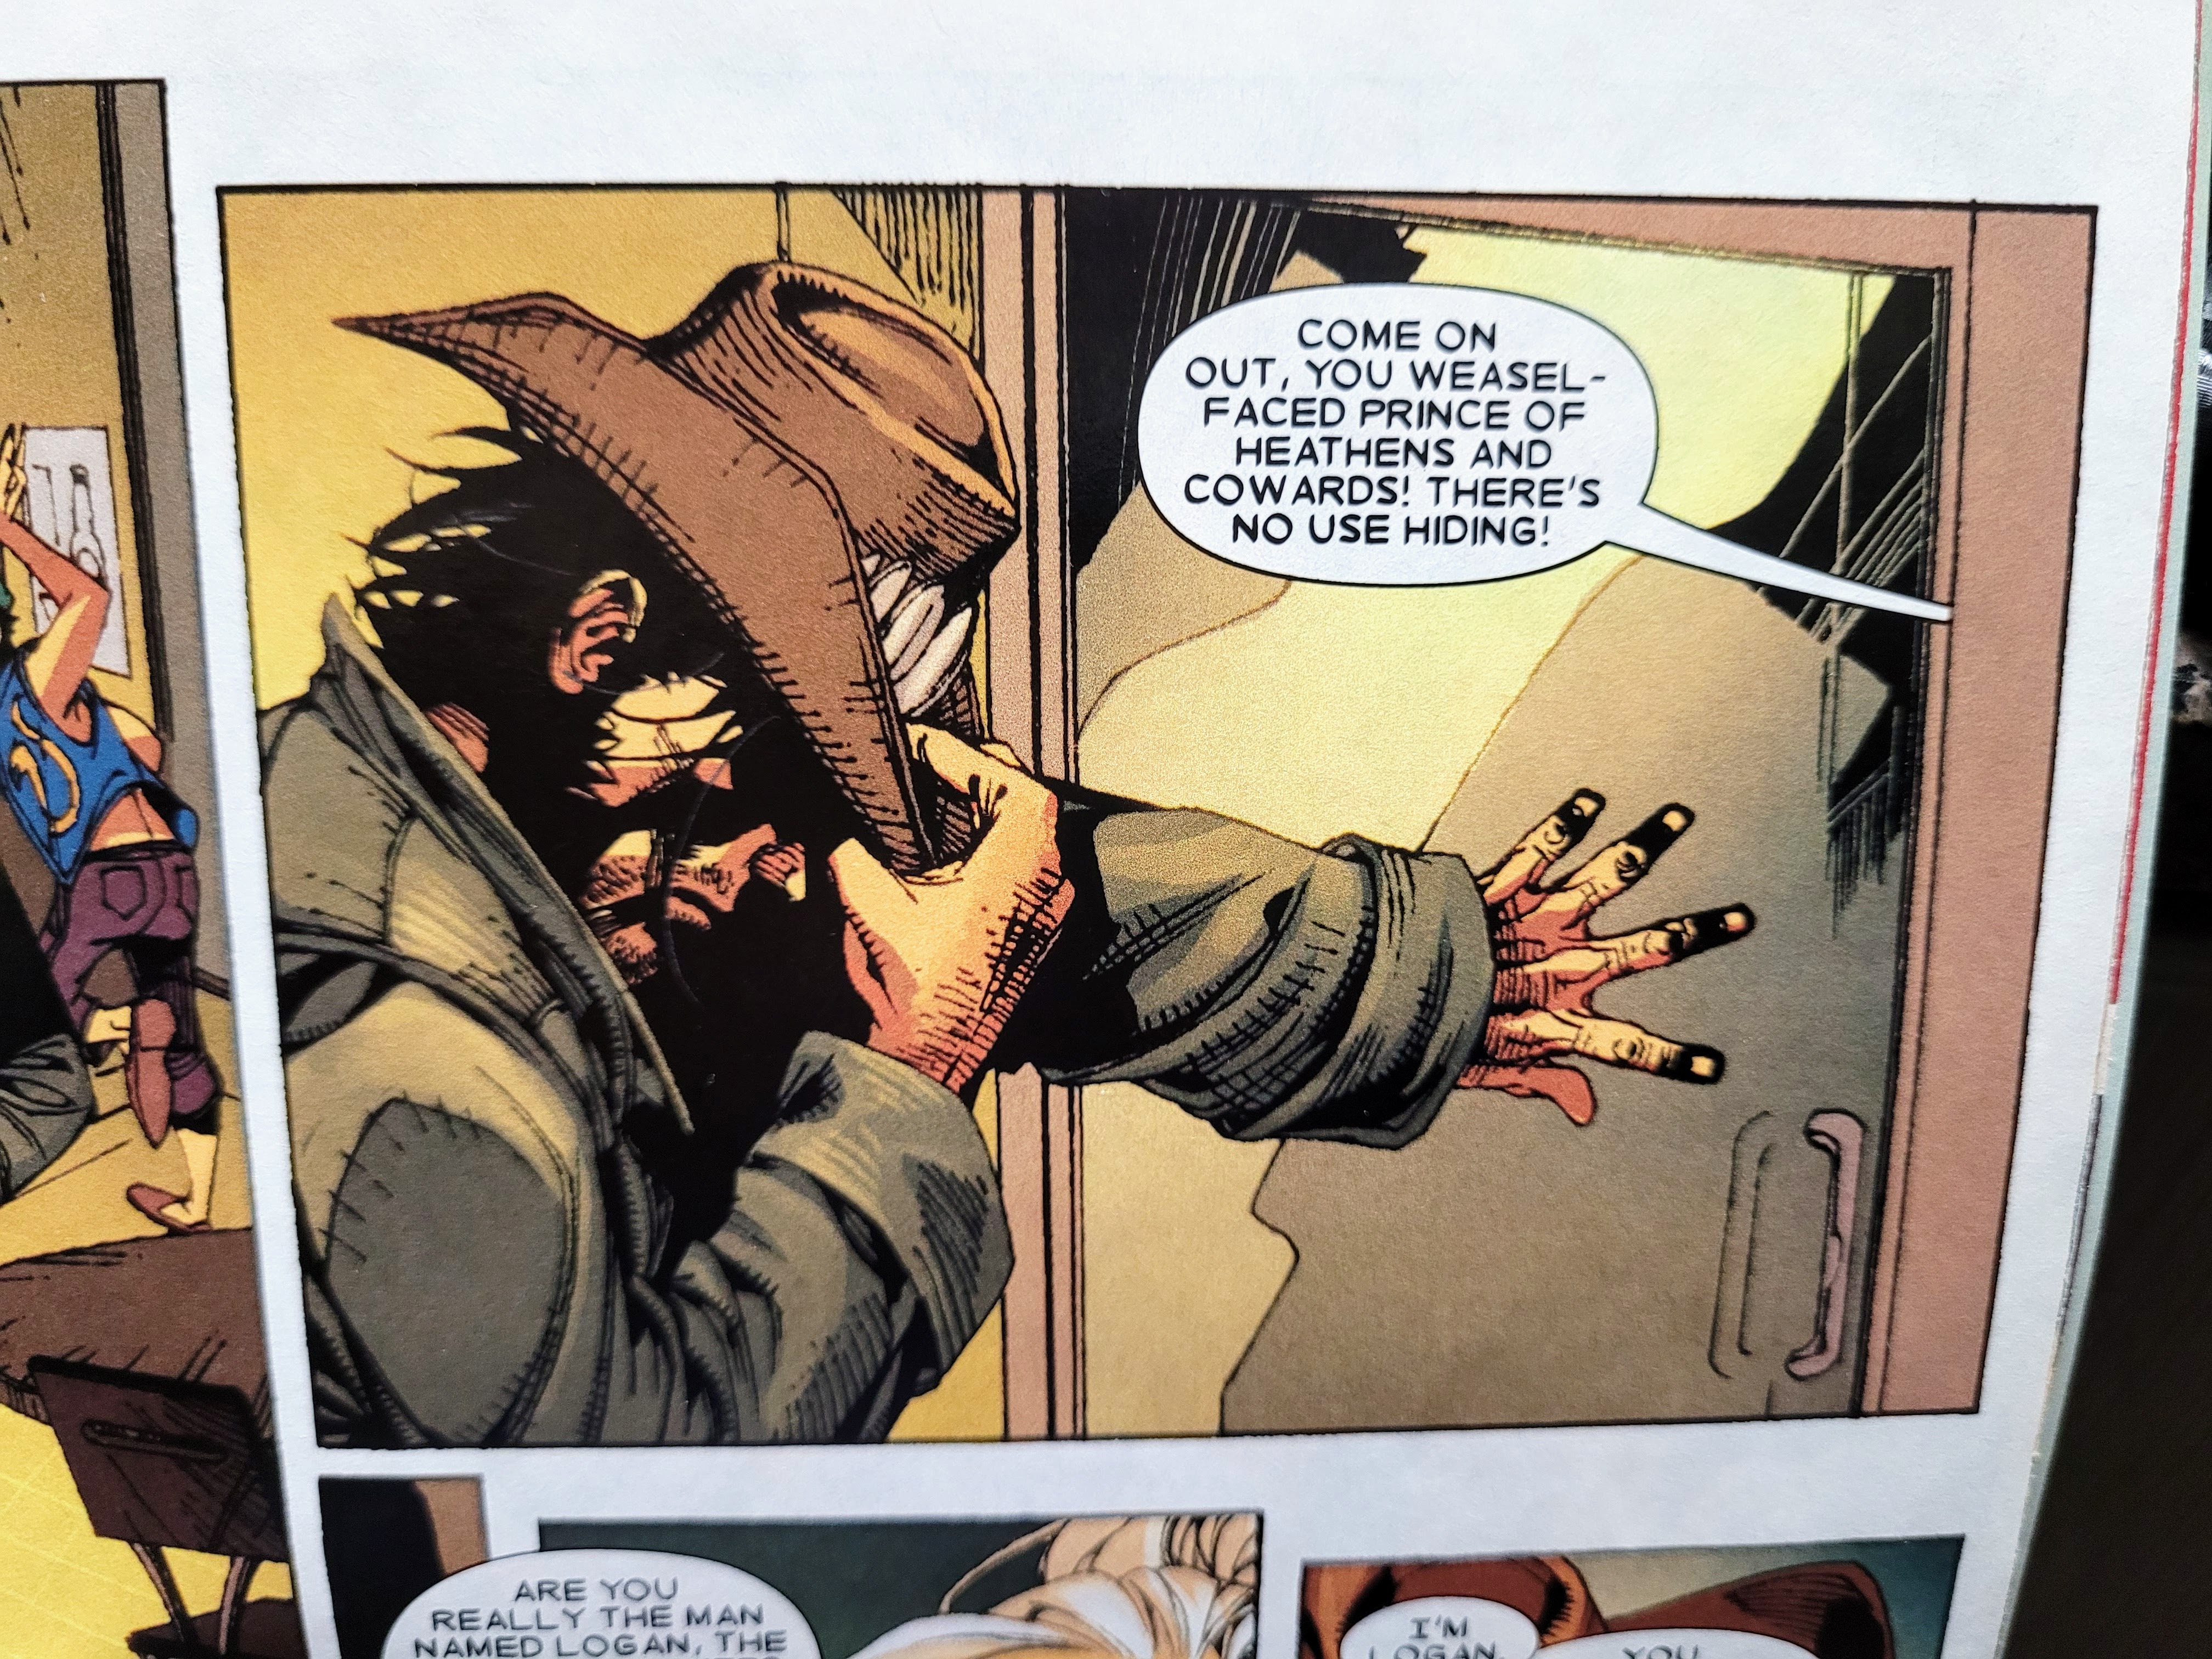 COME ON
OUT, YOU WEASEL-
FACED PRINCE OF
HEATHENS AND
COWARDS! THERE'S
NO USE HIDING!
ARE YOU
REALLY THE MAN
NAMED LOGAN, THE
I'M
LOGAN.
YOU